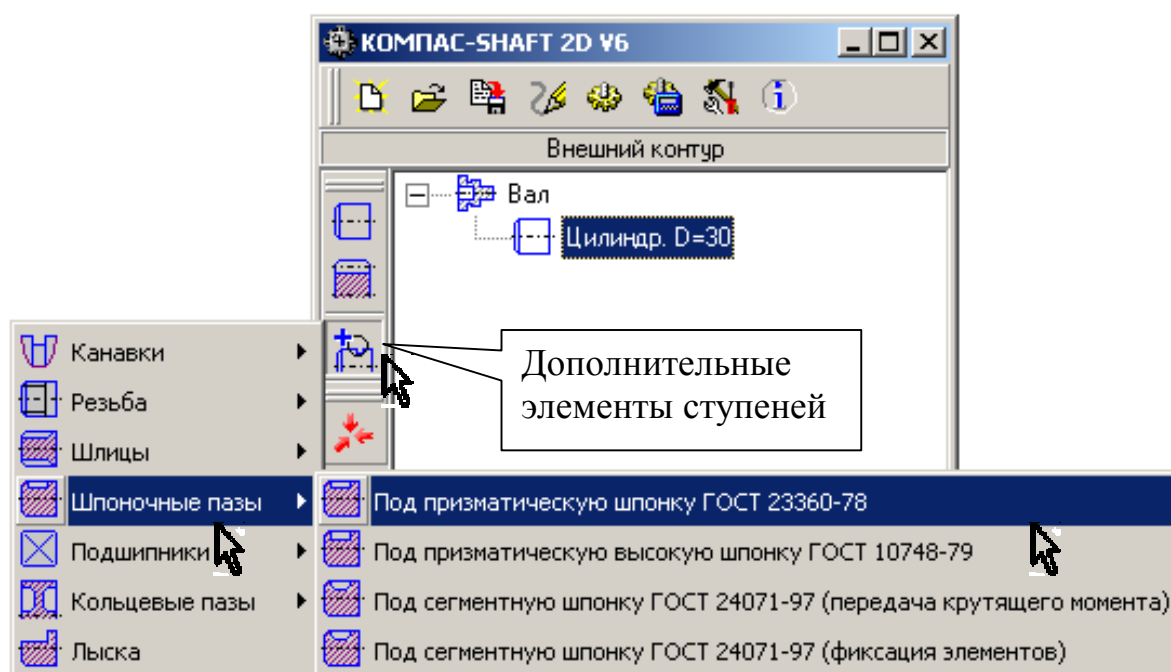 КОМПАС-SHAFT 2D V6
Внешний контур
Вал
Цилиндр. D=30
Дополнительные
элементы ступеней
Канавки
Резьба
Шлицы
Шпоночные пазы
Подшипники
Кольцевые пазы
Лыска
Под призматическую шпонку ГОСТ 23360-78
Под призматическую высокую шпонку ГОСТ 10748-79
Под сегментную шпонку ГОСТ 24071-97 (передача крутящего момента)
Под сегментную шпонку ГОСТ 24071-97 (фиксация элементов)